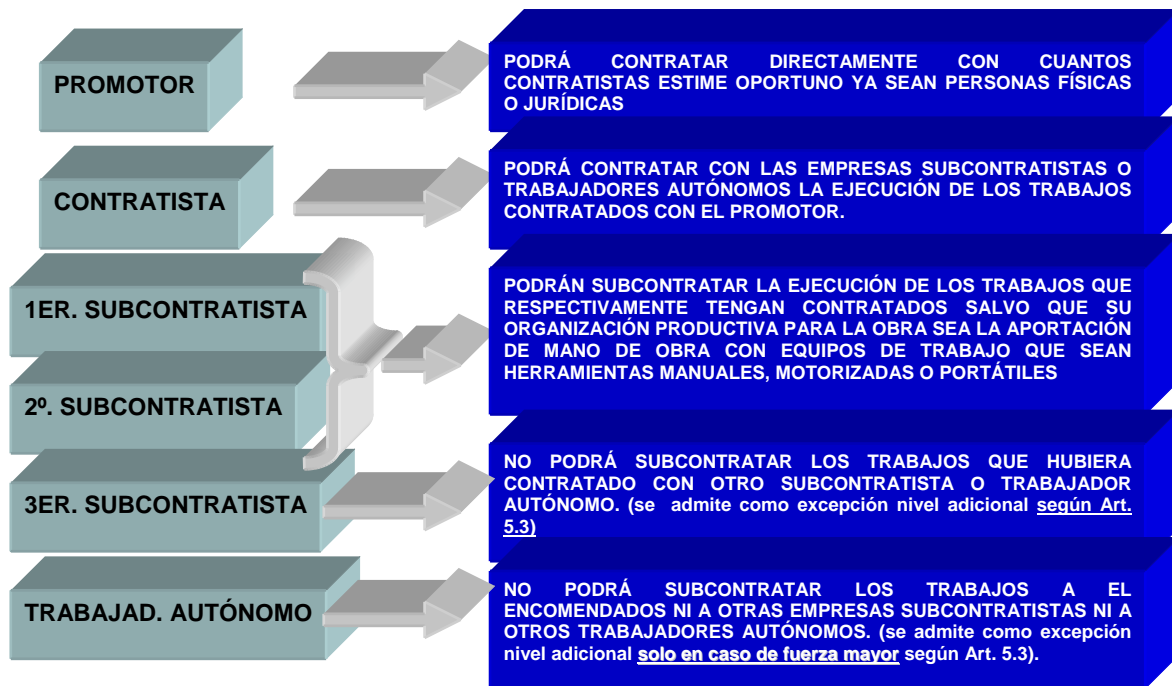 PROMOTOR
PODRÁ CONTRATAR DIRECTAMENTE CON CUANTOS
CONTRATISTAS ESTIME OPORTUNO YA SEAN PERSONAS FÍSICAS
O JURÍDICAS
CONTRATISTA
PODRÁ CONTRATAR CON LAS EMPRESAS SUBCONTRATISTAS O
TRABAJADORES AUTÓNOMOS LA EJECUCIÓN DE LOS TRABAJOS
CONTRATADOS CON EL PROMOTOR.
1ER. SUBCONTRATISTA
2º. SUBCONTRATISTA
PODRÁN SUBCONTRATAR LA EJECUCIÓN DE LOS TRABAJOS QUE
RESPECTIVAMENTE TENGAN CONTRATADOS SALVO QUE SU
ORGANIZACIÓN PRODUCTIVA PARA LA OBRA SEA LA APORTACIÓN
DE MANO DE OBRA CON EQUIPOS DE TRABAJO QUE SEAN
HERRAMIENTAS MANUALES, MOTORIZADAS O PORTÁTILES
3ER. SUBCONTRATISTA
NO PODRÁ SUBCONTRATAR LOS TRABAJOS QUE HUBIERA
CONTRATADO CON OTRO SUBCONTRATISTA O TRABAJADOR
AUTÓNOMO. (se admite como excepción nivel adicional según Art.
5.3)
TRABAJAD. AUTÓNOMO
NO PODRÁ SUBCONTRATAR LOS TRABAJOS A EL
ENCOMENDADOS NI A OTRAS EMPRESAS SUBCONTRATISTAS NI A
OTROS TRABAJADORES AUTÓNOMOS. (se admite como excepción
nivel adicional solo en caso de fuerza mayor según Art. 5.3).